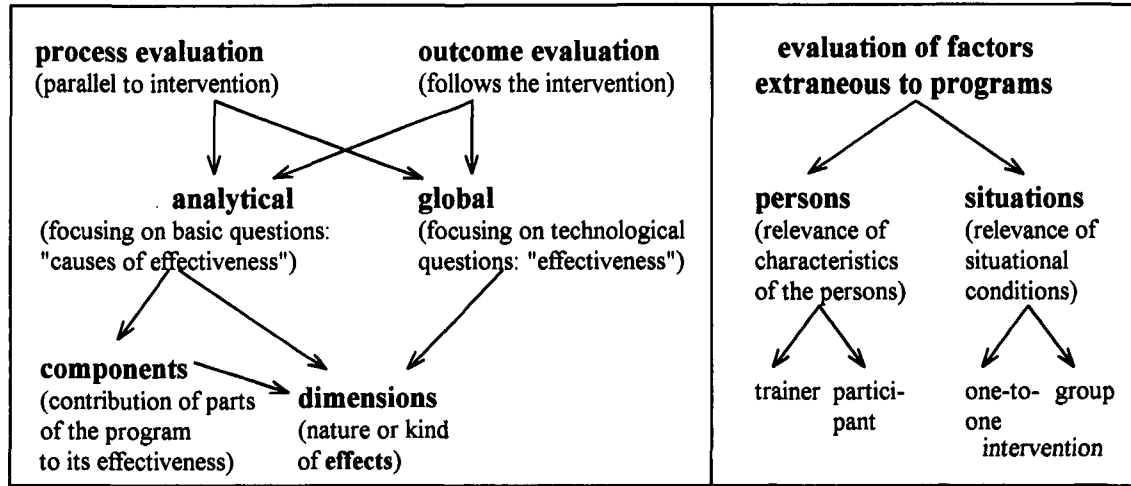 process evaluation
(parallel to intervention)
outcome evaluation
(follows the intervention)
analytical
(focusing on basic questions:
"causes of effectiveness")
global
(focusing on technological
questions: "effectiveness")
components
(contribution of parts
of the program
to its effectiveness)
dimensions
(nature or kind
of effects)
evaluation of factors
extraneous to programs
persons
(relevance of
characteristics
of the persons)
situations
(relevance of
situational
conditions)
trainer
partici-
pant
one-to-
one
group
intervention